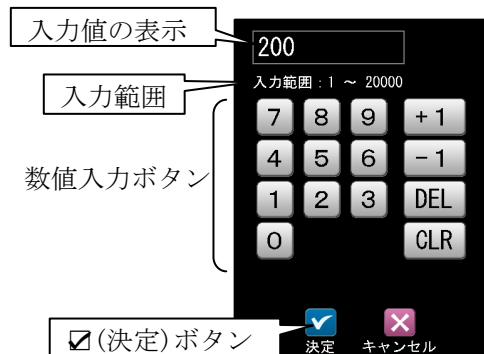 入力値の表示
200
入力範囲:1 ~ 20000
入力範囲
7 8 9 +1
4 5 6 -1
数値入力ボタン
1 2 3 DEL
0 CLR
☑(決定)ボタン
決定 キャンセル